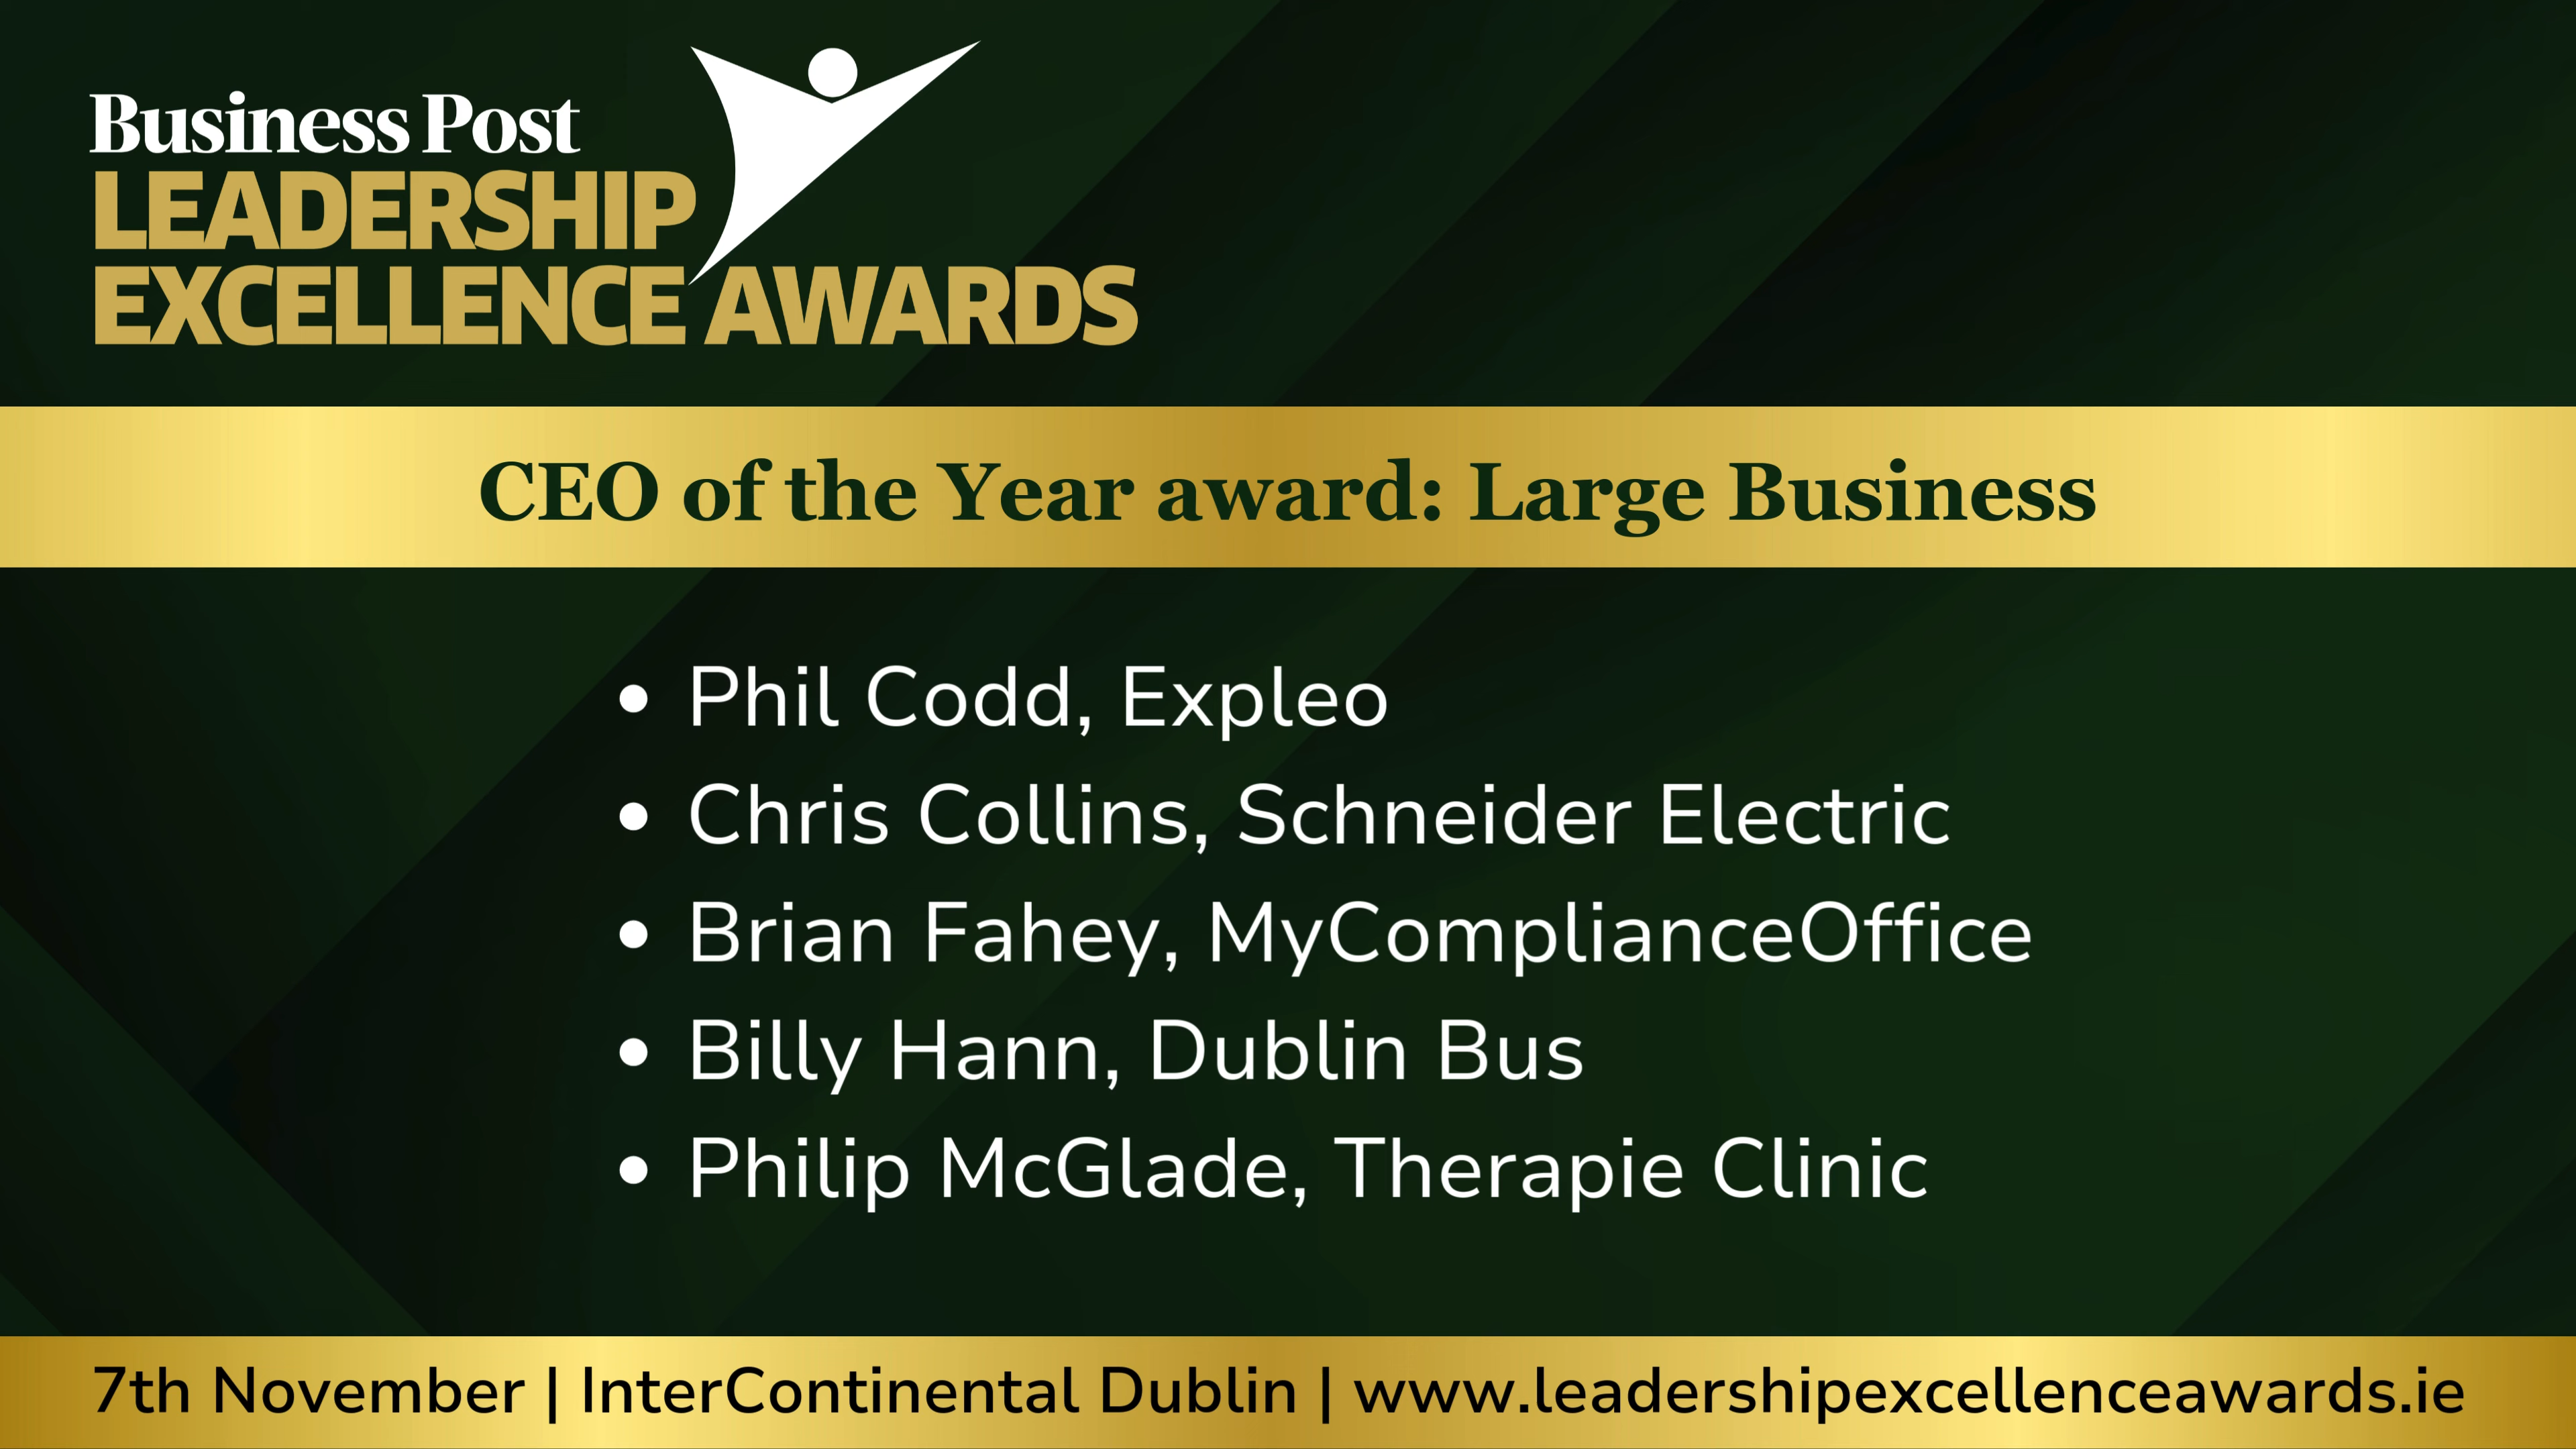 Business Post
LEADERSHIP
EXCELLENCE AWARDS
CEO of the Year award: Large Business
• Phil Codd, Expleo
• Chris Collins, Schneider Electric
• Brian Fahey, MyComplianceOffice
• Billy Hann, Dublin Bus
• Philip McGlade, Therapie Clinic
7th November | InterContinental Dublin | www.leadershipexcellenceawards.ie